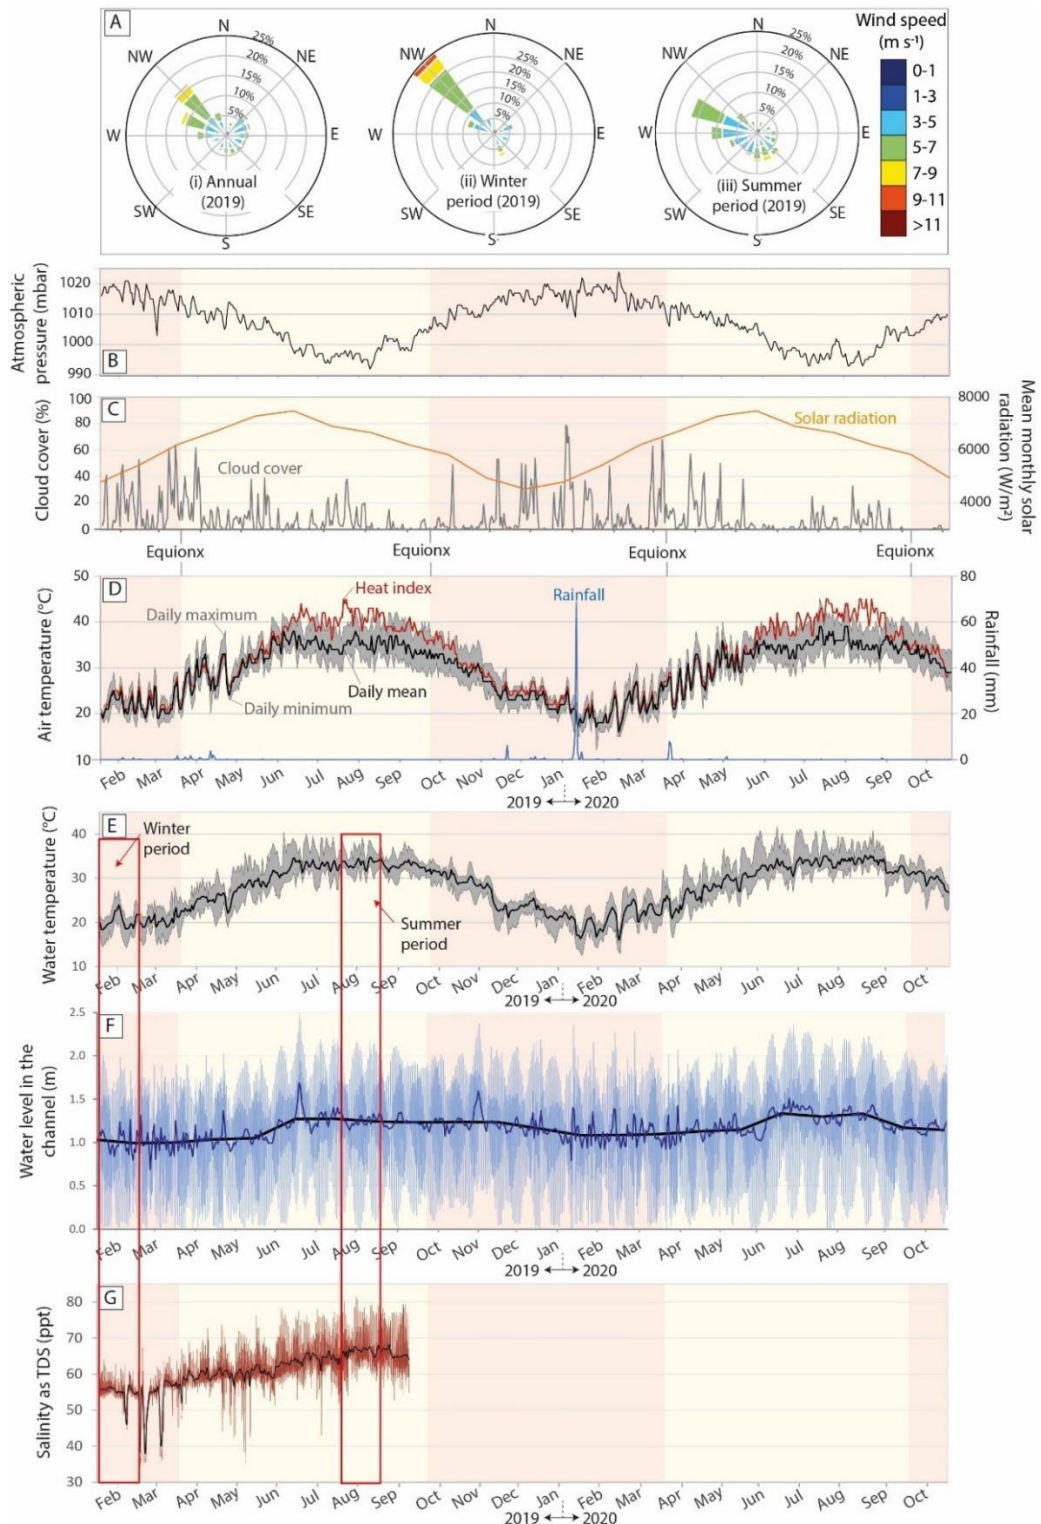 A
N
NE
E
SE
S
SW
W
NW
25%
20%
15%
10%
5%
(i) Annual
(2019)
N
NE
E
SE
S
SW
W
NW
25%
20%
15%
10%
5%
(ii) Winter
period (2019)
N
NE
E
SE
S
SW
W
NW
25%
20%
15%
10%
5%
(iii) Summer
period (2019)
Wind speed
(m s⁻¹)
0-1
1-3
3-5
5-7
7-9
9-11
>11
Atmospheric
pressure (mbar)
1020
1010
1000
990
B
C
Cloud cover (%)
100
80
60
40
20
0
Solar radiation
Cloud cover
8000
6000
4000
Mean monthly solar
radiation (W/m²)
Equionx Equionx Equionx Equionx
D
Air temperature (°C)
50
40
30
20
10
Daily maximum
Heat index
Rainfall
Daily mean
Daily minimum
80
60
40
20
0
Rainfall (mm)
Feb Mar Apr May Jun Jul Aug Sep Oct Nov Dec Jan Feb Mar Apr May Jun Jul Aug Sep Oct
2019 2020
E
Water temperature (°C)
40
30
20
10
Winter
period
Summer
period
Feb Mar Apr May Jun Jul Aug Sep Oct Nov Dec Jan Feb Mar Apr May Jun Jul Aug Sep Oct
2019 2020
F
Water level in the
channel (m)
2.5
2.0
1.5
1.0
0.5
0.0
Feb Mar Apr May Jun Jul Aug Sep Oct Nov Dec Jan Feb Mar Apr May Jun Jul Aug Sep Oct
2019 2020
G
Salinity as TDS (ppt)
80
70
60
50
40
30
Feb Mar Apr May Jun Jul Aug Sep Oct Nov Dec Jan Feb Mar Apr May Jun Jul Aug Sep Oct
2019 2020